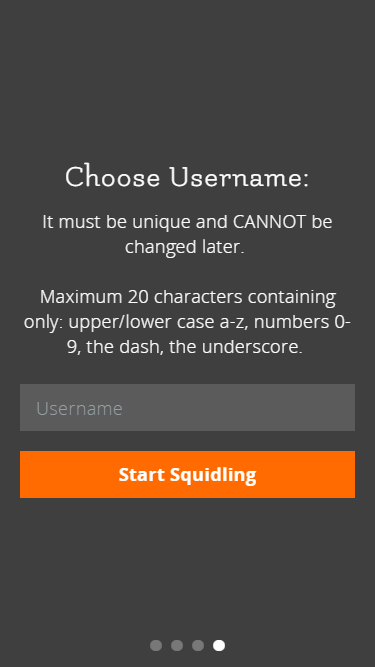 Choose Username:
It must be unique and CANNOT be
changed later.
Maximum 20 characters containing
only: upper/lower case a-z, numbers 0-
9, the dash, the underscore.
Username
Start Squidling